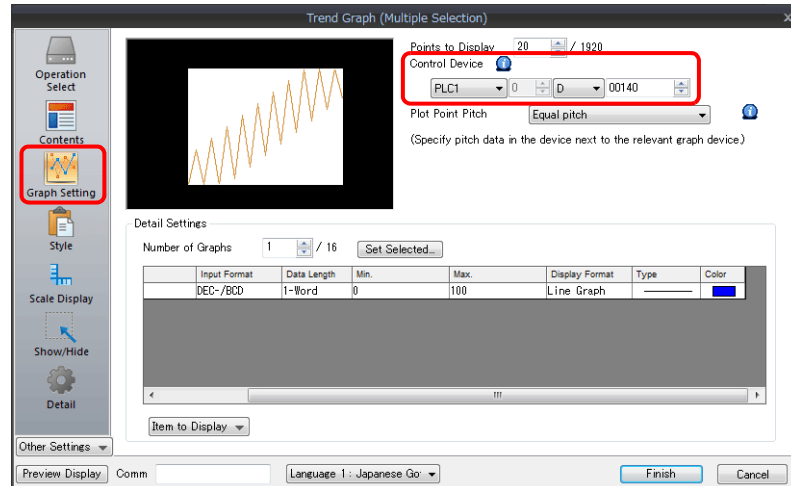 Trend Graph (Multiple Selection)
Operation
Select
Contents
Graph Setting
Style
Scale Display
Show/Hide
Detail
Other Settings
Points to Display 20 / 1920
Control Device
PLC1 0 D 00140
Plot Point Pitch Equal pitch
(Specify pitch data in the device next to the relevant graph device.)
Detail Settings
Number of Graphs 1 / 16 Set Selected...
Input Format Data Length Min. Max. Display Format Type Color
DEC-/BCD 1-Word 0 100 Line Graph
Item to Display
Preview Display Comm Language 1 : Japanese Go Finish Cancel